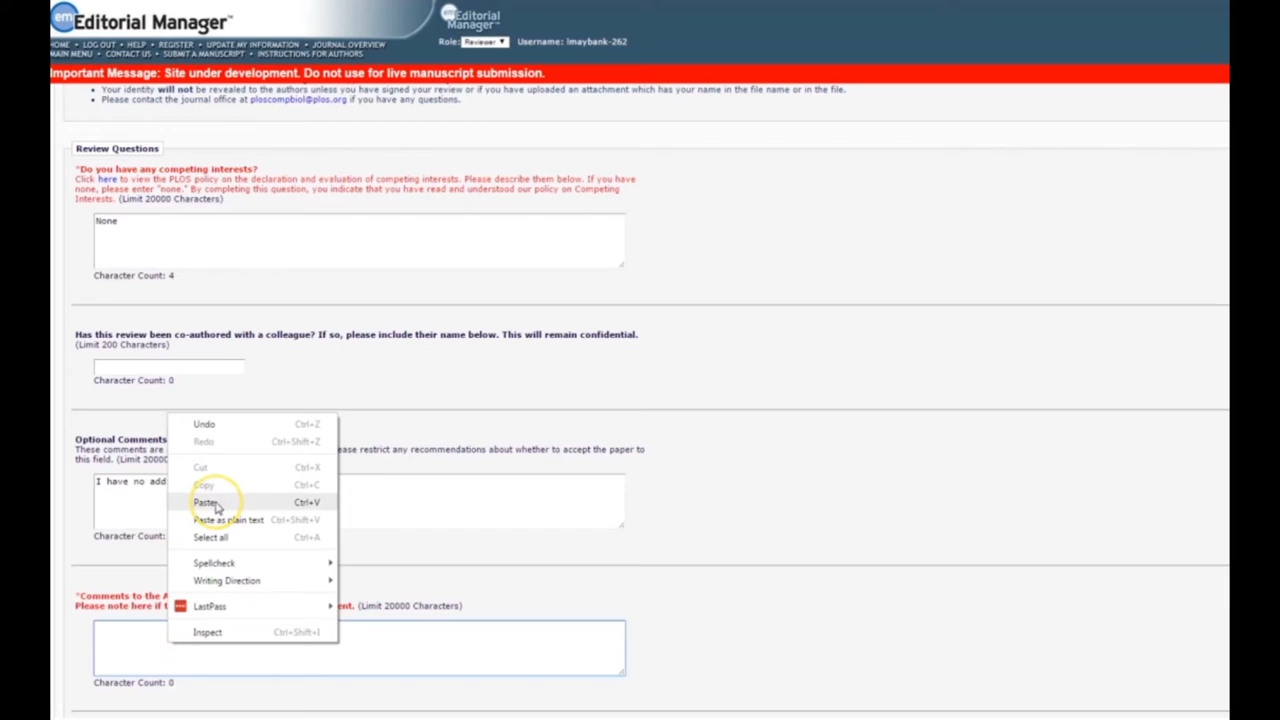 em Editorial Manager™
Editorial Manager™
Role: Reviewer Username: lmaybank-262
HOME • LOG OUT • HELP • REGISTER • UPDATE MY INFORMATION • JOURNAL OVERVIEW
MAIN MENU • CONTACT US • SUBMIT A MANUSCRIPT • INSTRUCTIONS FOR AUTHORS
Important Message: Site under development. Do not use for live manuscript submission.
• Your identity will not be revealed to the authors unless you have signed your review or if you have uploaded an attachment which has your name in the file name or in the file.
• Please contact the journal office at ploscompbiol@plos.org if you have any questions.
Review Questions
*Do you have any competing interests?
Click here to view the PLOS policy on the declaration and evaluation of competing interests. Please describe them below. If you have
none, please enter "none." By completing this question, you indicate that you have read and understood our policy on Competing
Interests. (Limit 20000 Characters)
None
Character Count: 4
Has this review been co-authored with a colleague? If so, please include their name below. This will remain confidential.
(Limit 200 Characters)
Character Count: 0
Optional Comments
These comments are ease restrict any recommendations about whether to accept the paper to
this field. (Limit 20000
I have no add
Character Count:
Undo Ctrl+Z
Redo Ctrl+Shift+Z
Cut Ctrl+X
Copy Ctrl+C
Paste Ctrl+V
Paste as plain text Ctrl+Shift+V
Select all Ctrl+A
Spellcheck
Writing Direction
LastPass
Inspect Ctrl+Shift+I
*Comments to the A
Please note here if t nt. (Limit 20000 Characters)
Character Count: 0